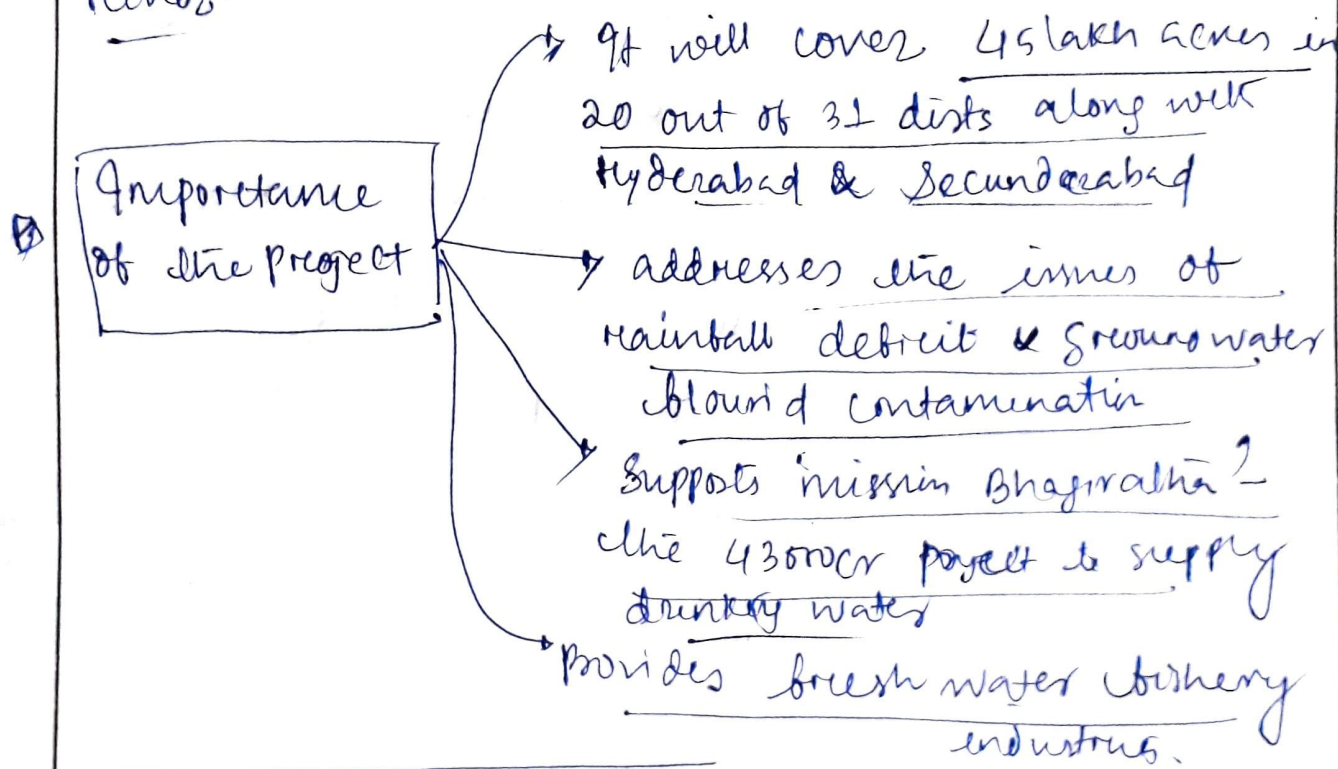 It will cover 45 lakh acres in
20 out of 31 dists along with
Hyderabad & Secunderabad
Importance
of the project
addresses the issues of
rainfall deficit & Groundwater
flourid contamination
Supports 'mission Bhagiratha'-
the 43000cr project to supply
drinking water
Provides fresh water fishery
industries.